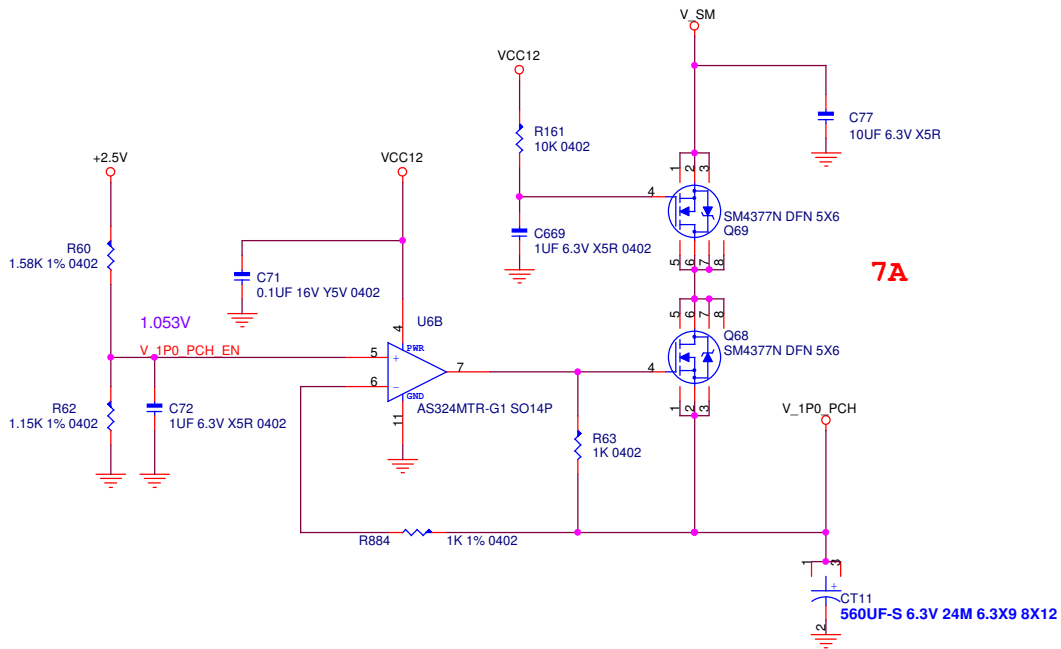 V_SM
VCC12
C77
10UF 6.3V X5R
R161
10K 0402
1 2 3
4
SM4377N DFN 5X6
Q69
5 6 7 8
C669
1UF 6.3V X5R 0402
+2.5V
VCC12
R60
1.58K 1% 0402
C71
0.1UF 16V Y5V 0402
7A
1.053V
V_1P0_PCH_EN
U6B
4
PWR
5
+
6
-
7
GND
11
AS324MTR-G1 SO14P
5 6 7 8
Q68
SM4377N DFN 5X6
4
1 2 3
R62
1.15K 1% 0402
C72
1UF 6.3V X5R 0402
R63
1K 0402
V_1P0_PCH
R884
1K 1% 0402
1 3
+
CT11
560UF-S 6.3V 24M 6.3X9 8X12
2